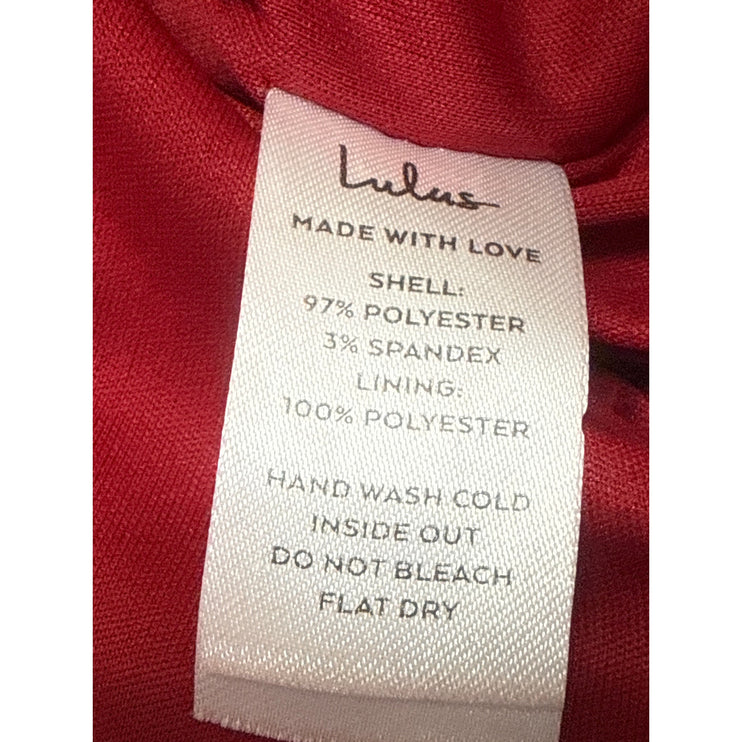 Lulus
MADE WITH LOVE
SHELL:
97% POLYESTER
3% SPANDEX
LINING:
100% POLYESTER
HAND WASH COLD
INSIDE OUT
DO NOT BLEACH
FLAT DRY